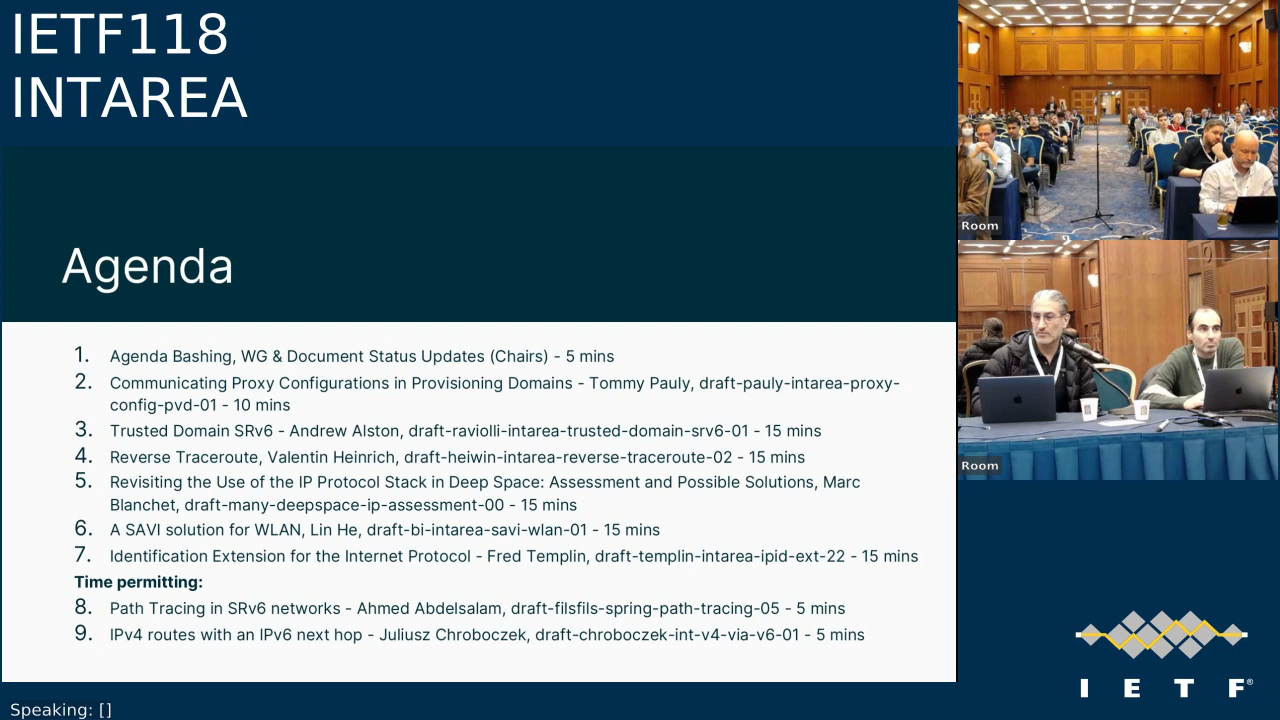 IETF118
INTAREA
Agenda
1. Agenda Bashing, WG & Document Status Updates (Chairs) - 5 mins
2. Communicating Proxy Configurations in Provisioning Domains - Tommy Pauly, draft-pauly-intarea-proxy-
config-pvd-01 - 10 mins
3. Trusted Domain SRv6 - Andrew Alston, draft-raviolli-intarea-trusted-domain-srv6-01 - 15 mins
4. Reverse Traceroute, Valentin Heinrich, draft-heiwin-intarea-reverse-traceroute-02 - 15 mins
5. Revisiting the Use of the IP Protocol Stack in Deep Space: Assessment and Possible Solutions, Marc
Blanchet, draft-many-deepspace-ip-assessment-00 - 15 mins
6. A SAVI solution for WLAN, Lin He, draft-bi-intarea-savi-wlan-01 - 15 mins
7. Identification Extension for the Internet Protocol - Fred Templin, draft-templin-intarea-ipid-ext-22 - 15 mins
Time permitting:
8. Path Tracing in SRv6 networks - Ahmed Abdelsalam, draft-filsfils-spring-path-tracing-05 - 5 mins
9. IPv4 routes with an IPv6 next hop - Juliusz Chroboczek, draft-chroboczek-int-v4-via-v6-01 - 5 mins
Room
Room
I E T F®
Speaking: []